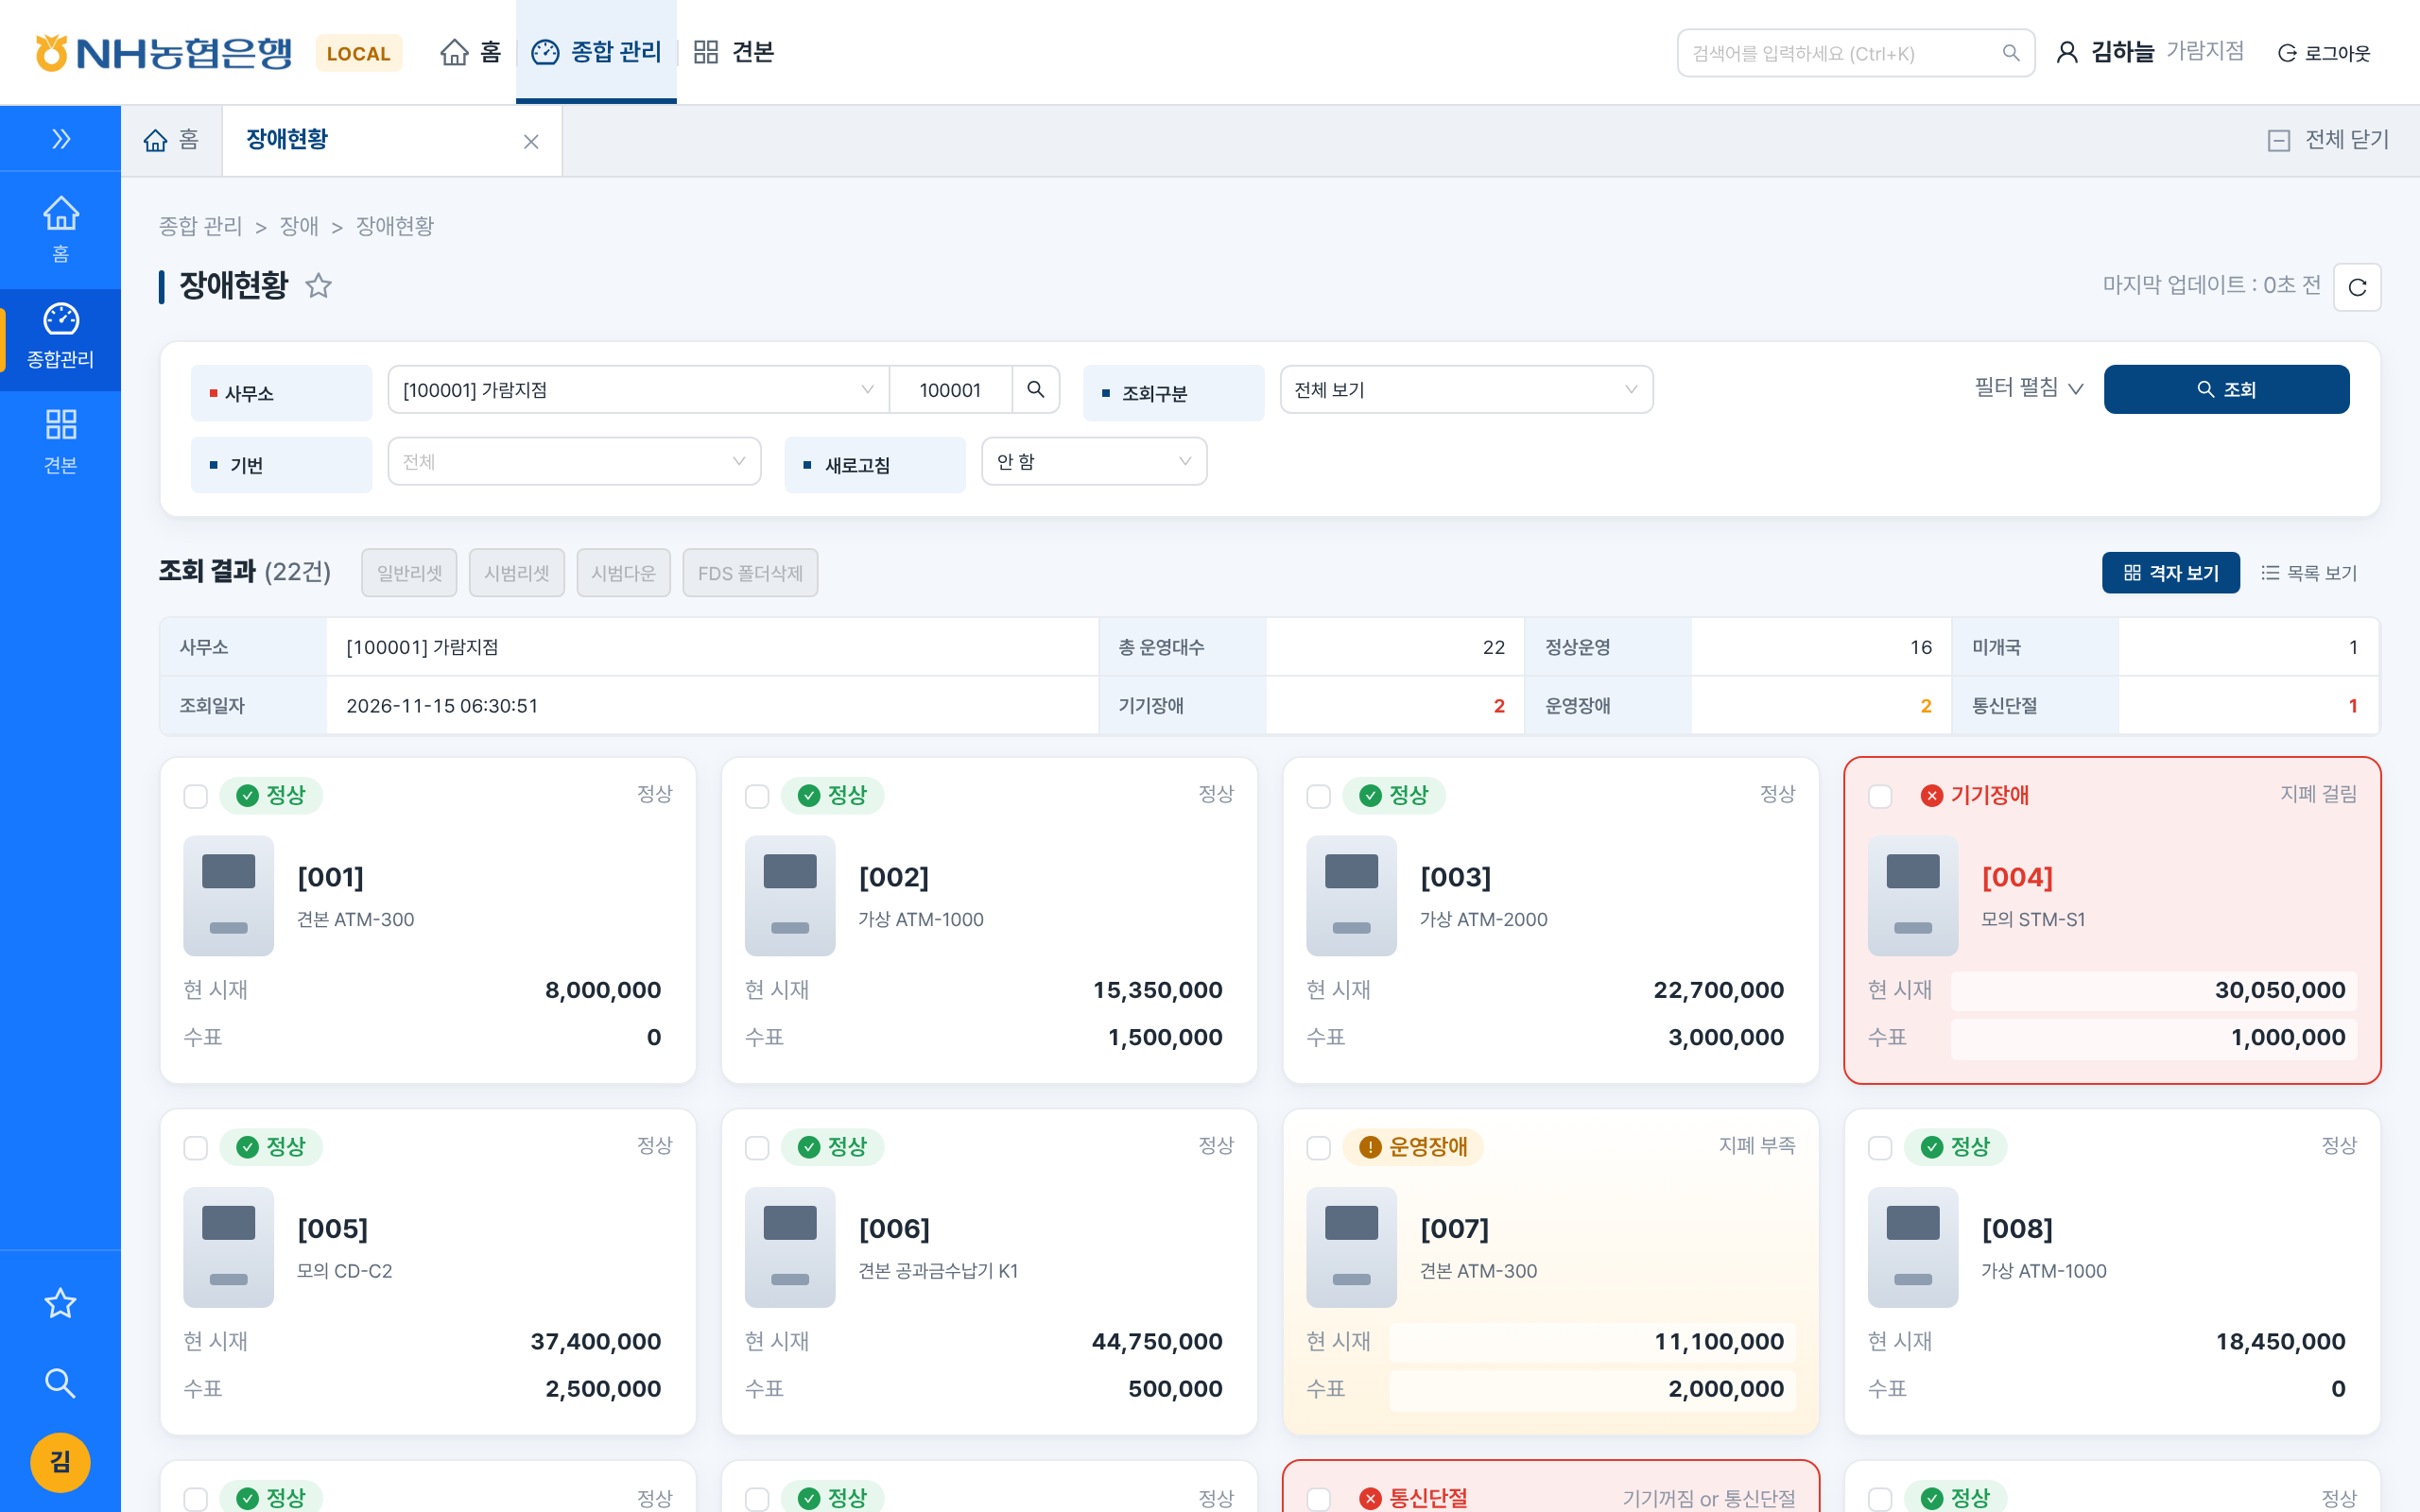 NH농협은행 LOCAL 홈 종합 관리 견본 검색어를 입력하세요 (Ctrl+K) 김하늘 가람지점 로그아웃
홈 장애현황 전체 닫기
홈
종합관리
견본
김
종합 관리 > 장애 > 장애현황
장애현황 마지막 업데이트 : 0초 전
사무소 [100001] 가람지점 100001 조회구분 전체 보기 필터 펼침 조회
기번 전체 새로고침 안 함
조회 결과 (22건) 일반리셋 시범리셋 시범다운 FDS 폴더삭제 격자 보기 목록 보기
사무소 [100001] 가람지점 총 운영대수 22 정상운영 16 미개국 1
조회일자 2026-11-15 06:30:51 기기장애 2 운영장애 2 통신단절 1
정상 정상
[001]
견본 ATM-300
현 시재 8,000,000
수표 0
정상 정상
[002]
가상 ATM-1000
현 시재 15,350,000
수표 1,500,000
정상 정상
[003]
가상 ATM-2000
현 시재 22,700,000
수표 3,000,000
기기장애 지폐 걸림
[004]
모의 STM-S1
현 시재 30,050,000
수표 1,000,000
정상 정상
[005]
모의 CD-C2
현 시재 37,400,000
수표 2,500,000
정상 정상
[006]
견본 공과금수납기 K1
현 시재 44,750,000
수표 500,000
운영장애 지폐 부족
[007]
견본 ATM-300
현 시재 11,100,000
수표 2,000,000
정상 정상
[008]
가상 ATM-1000
현 시재 18,450,000
수표 0
정상 정상
정상 정상
통신단절 기기꺼짐 or 통신단절
정상 정상